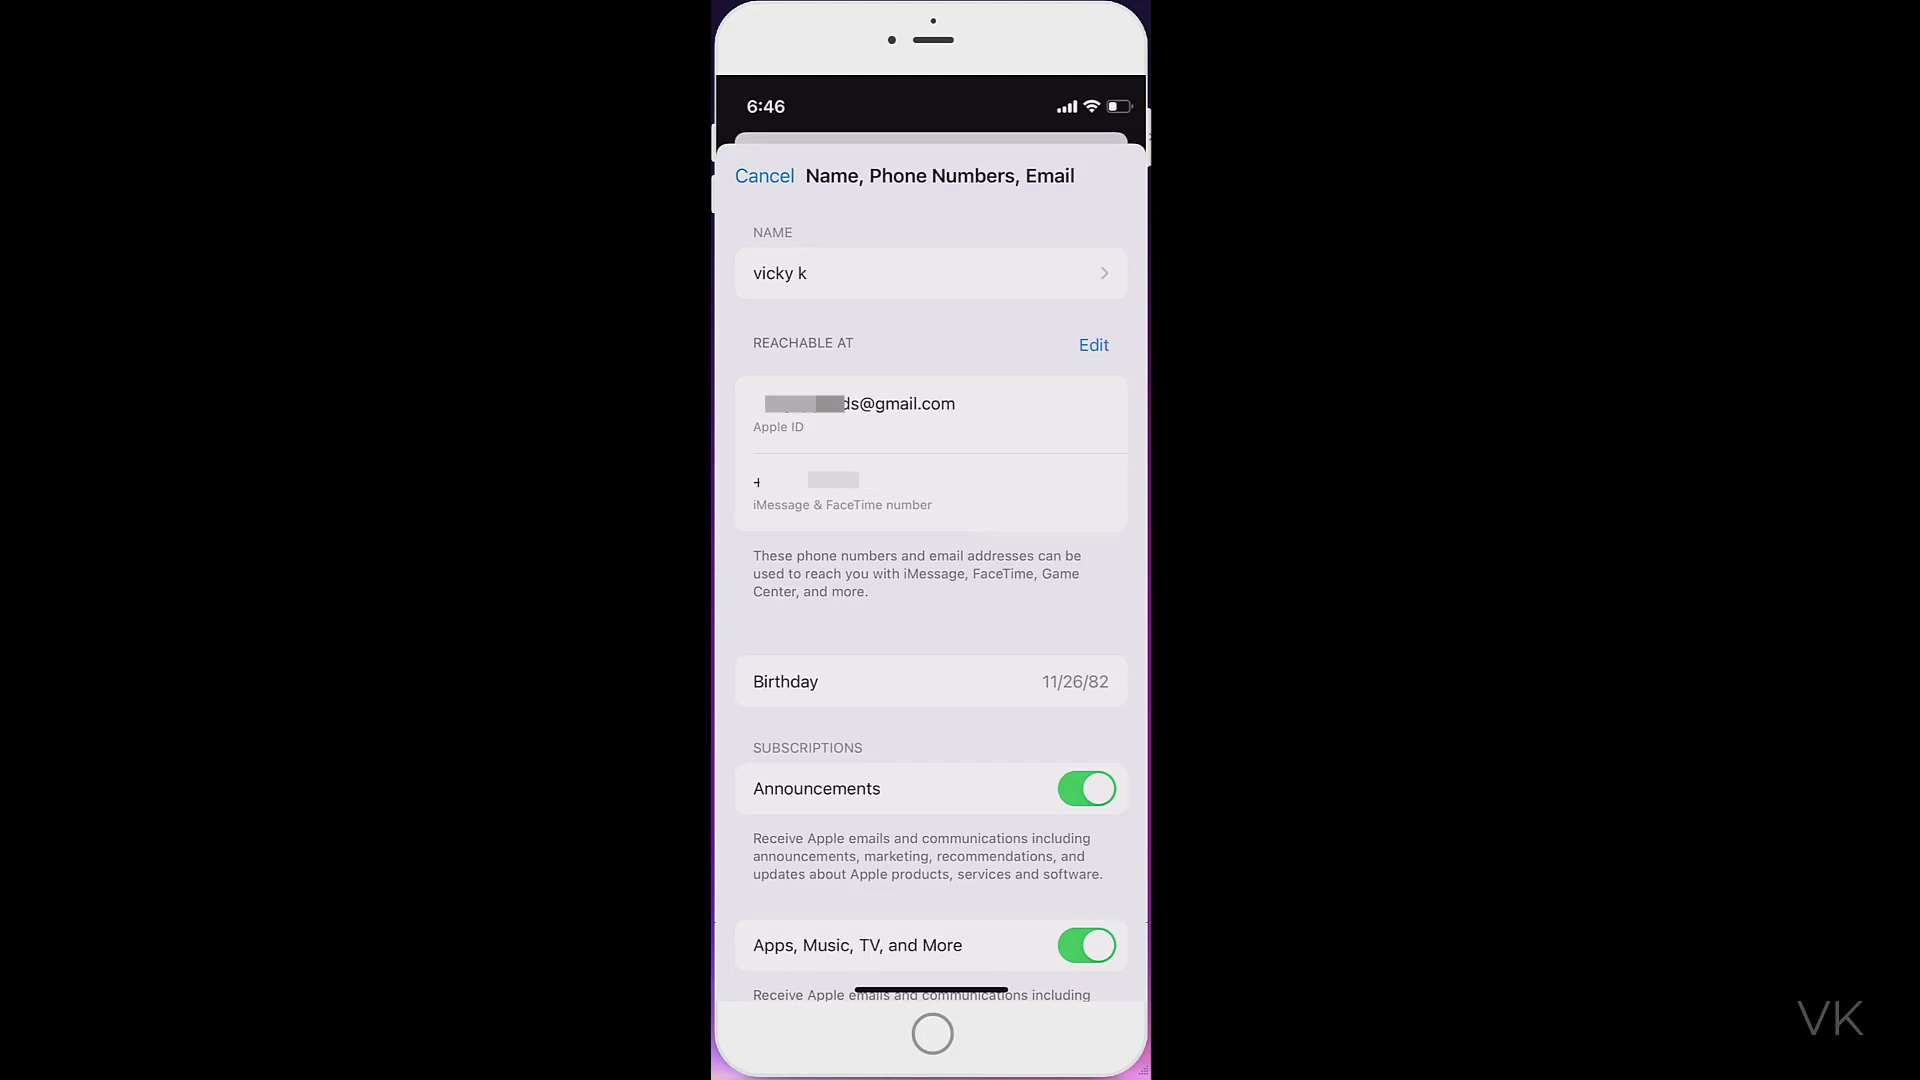 6:46
Cancel Name, Phone Numbers, Email
NAME
vicky k
REACHABLE AT
Edit
ds@gmail.com
Apple ID
+
iMessage & FaceTime number
These phone numbers and email addresses can be
used to reach you with iMessage, FaceTime, Game
Center, and more.
Birthday 11/26/82
SUBSCRIPTIONS
Announcements
Receive Apple emails and communications including
announcements, marketing, recommendations, and
updates about Apple products, services and software.
Apps, Music, TV, and More
Receive Apple emails and communications including
VK